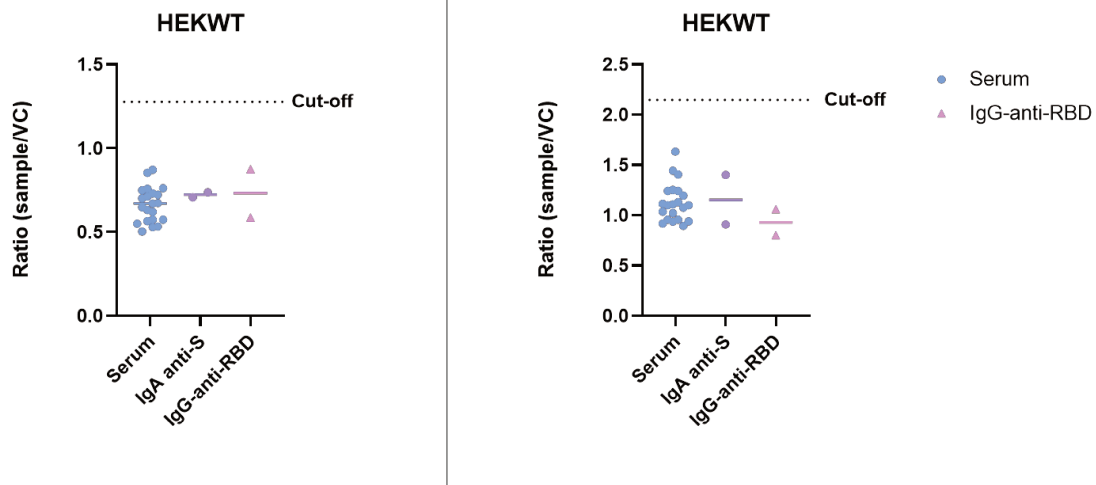 HEKWT
Ratio (sample/VC)
1.5
1.0
0.5
0.0
Cut-off
Serum
IgA anti-S
IgG-anti-RBD
HEKWT
Ratio (sample/VC)
2.5
2.0
1.5
1.0
0.5
0.0
Cut-off
Serum
IgA anti-S
IgG-anti-RBD
Serum
IgG-anti-RBD